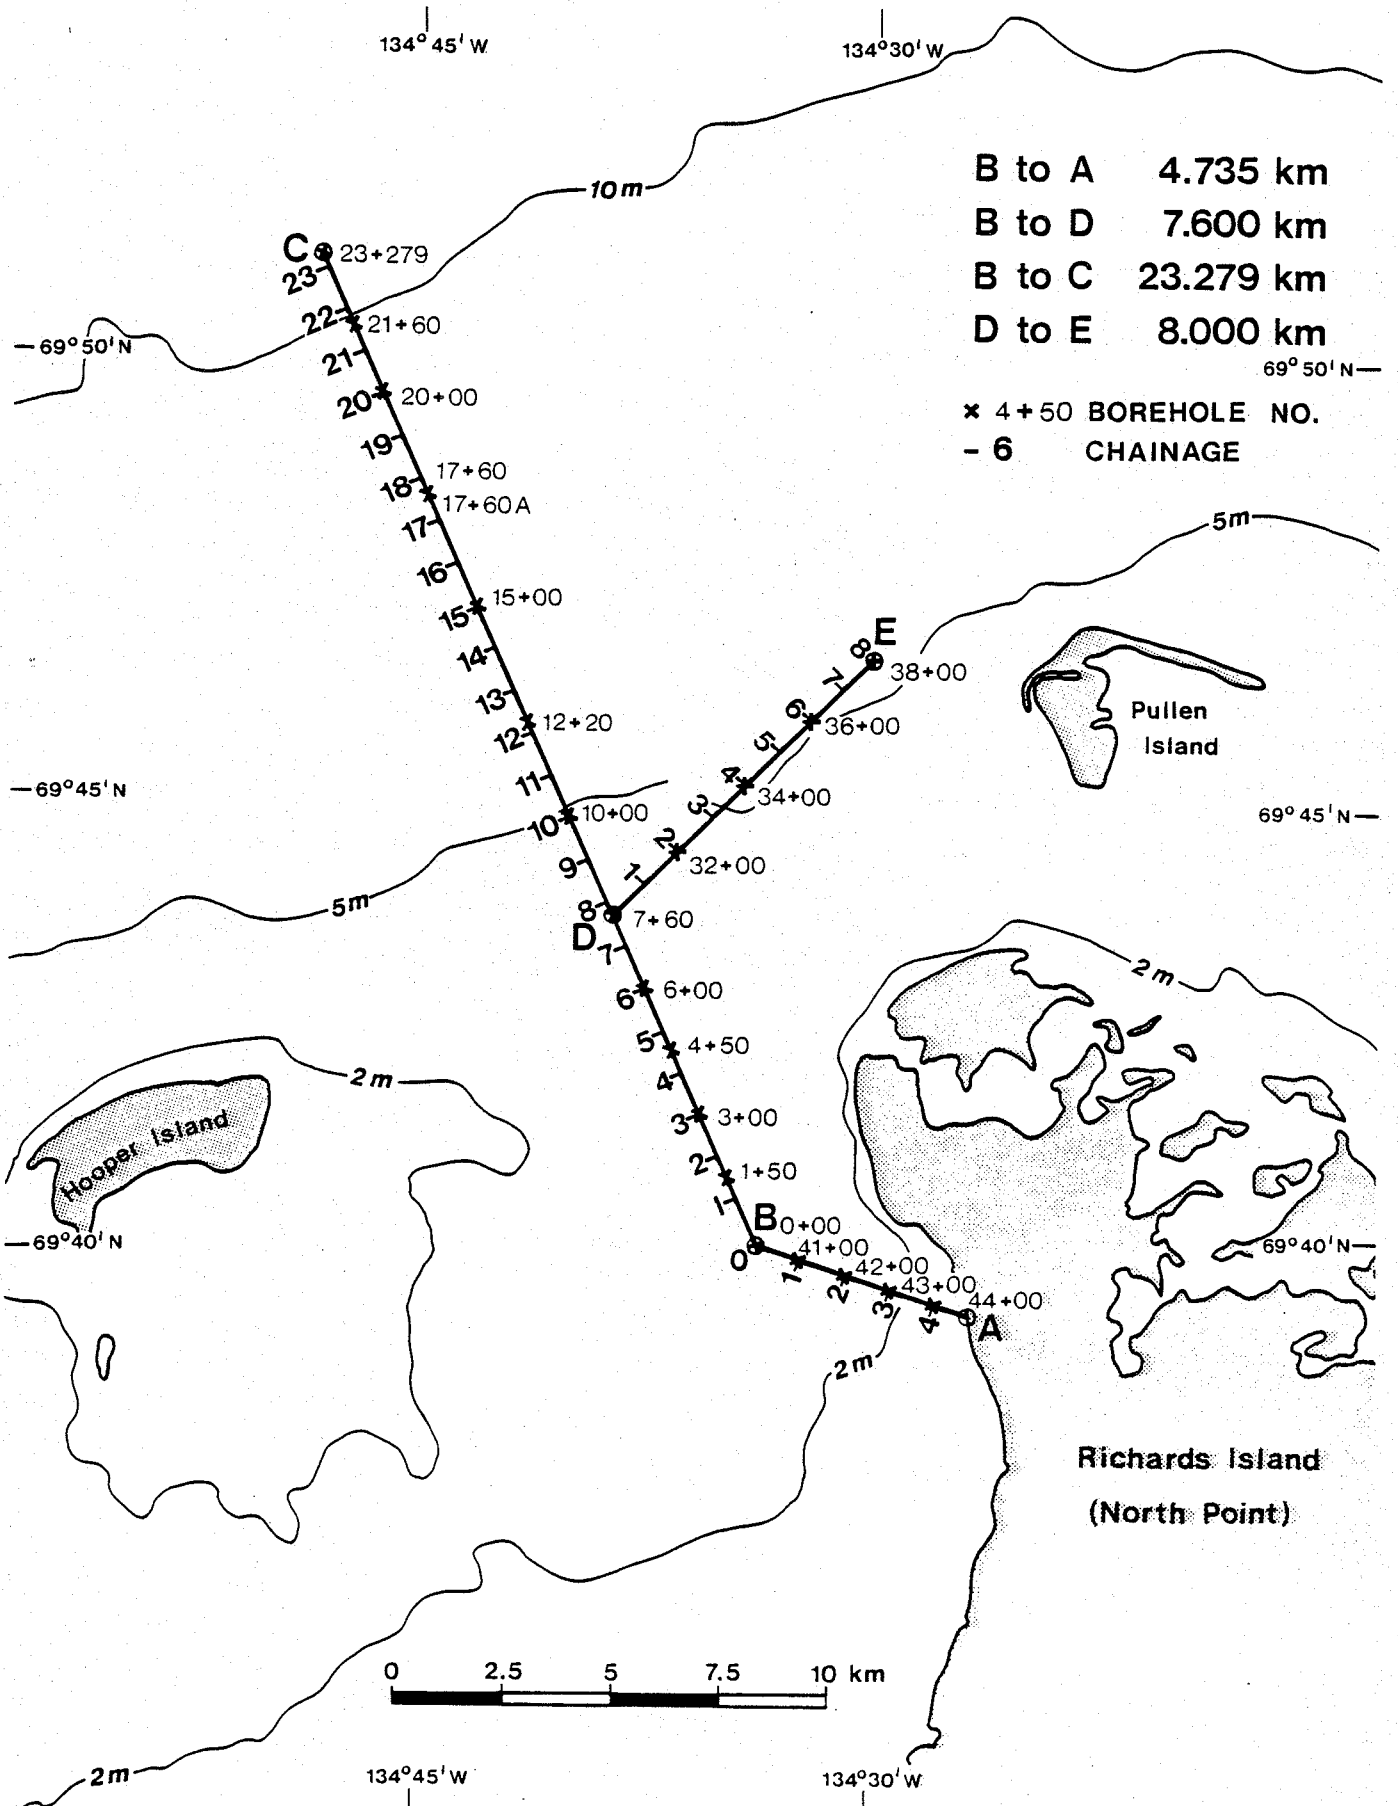 134° 45' W
134° 30' W
B to A 4.735 km
B to D 7.600 km
B to C 23.279 km
D to E 8.000 km
10m
C 23+279
23
22
21+60
69° 50' N
21
69° 50' N
20 20+00
× 4+50 BOREHOLE NO.
– 6 CHAINAGE
19
17+60
18
17+60A
17
5m
16
15 15+00
E
8
38+00
14
7
13
6
36+00
Pullen
Island
12+20
12
5
11
4
34+00
69° 45' N
3
10+00
69° 45' N
10
2
32+00
9
1
5m
8
7+60
D
7
2m
6 6+00
5 4+50
4
2m
3 3+00
Hooper Island
2
1+50
1
B 0+00
69° 40' N
0
41+00
69° 40' N
1
42+00
2
43+00
3
44+00
4
A
2m
Richards Island
(North Point)
0 2.5 5 7.5 10 km
2m
134° 45' W
134° 30' W